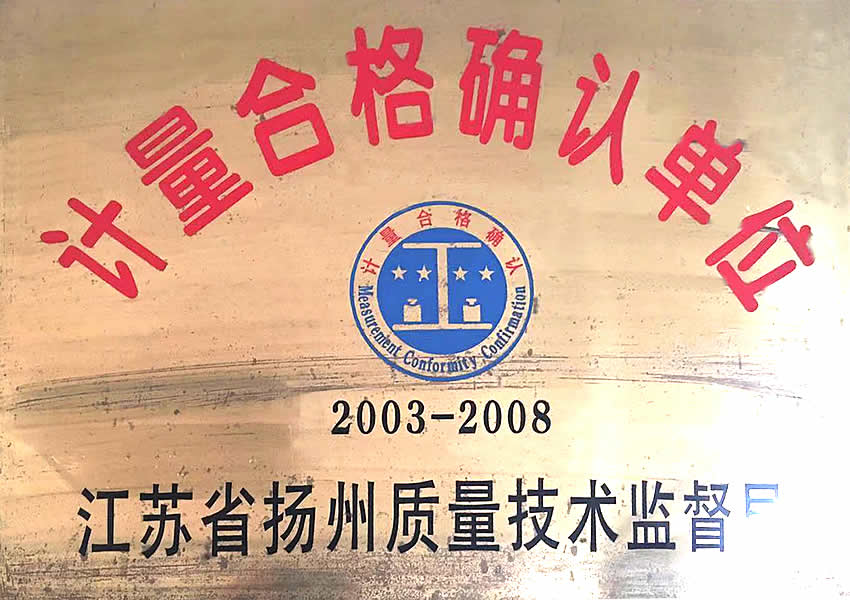 计量合格确认单位
计量合格确认
Measurement Conformity Confirmation
2003-2008
江苏省扬州质量技术监督